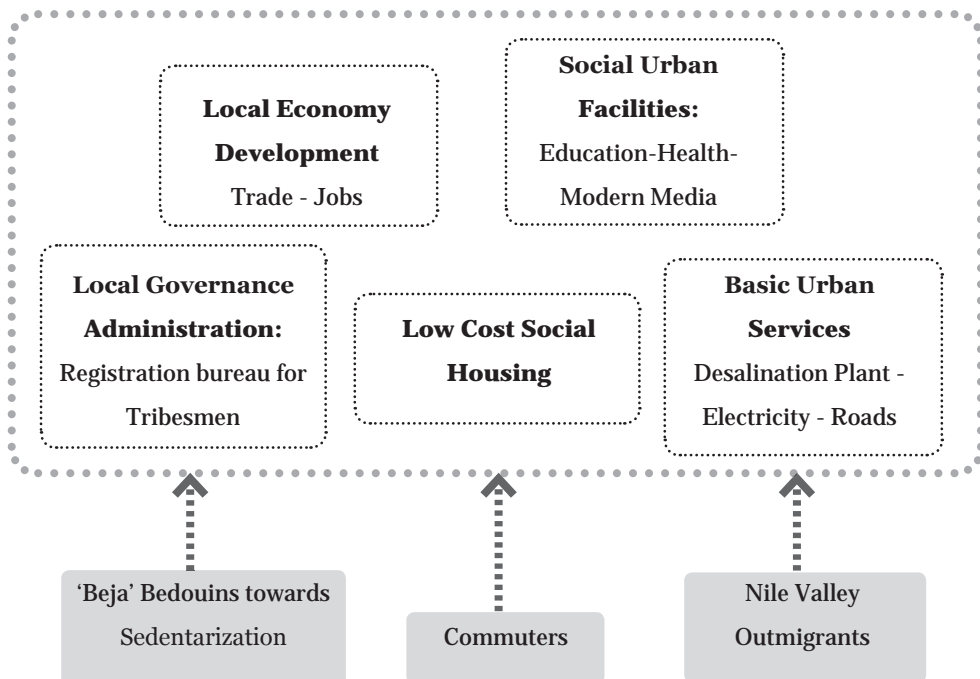 Local Economy
Development
Trade - Jobs
Social Urban
Facilities:
Education-Health-
Modern Media
Local Governance
Administration:
Registration bureau for
Tribesmen
Low Cost Social
Housing
Basic Urban
Services
Desalination Plant -
Electricity - Roads
‘Beja’ Bedouins towards
Sedentarization
Commuters
Nile Valley
Outmigrants